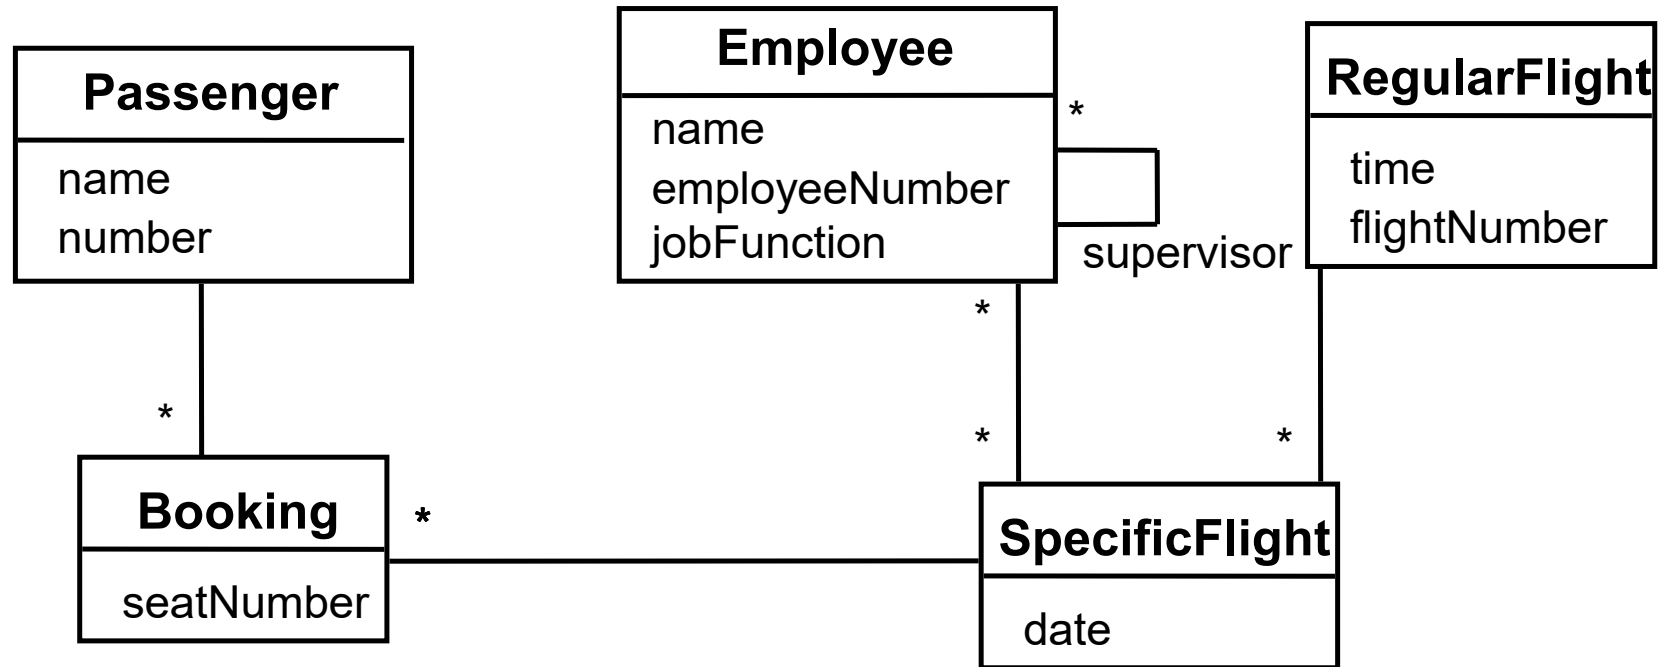 Passenger
name
number
Employee
name
employeeNumber
jobFunction
*
supervisor
RegularFlight
time
flightNumber
*
*
*
*
Booking
seatNumber
*
SpecificFlight
date